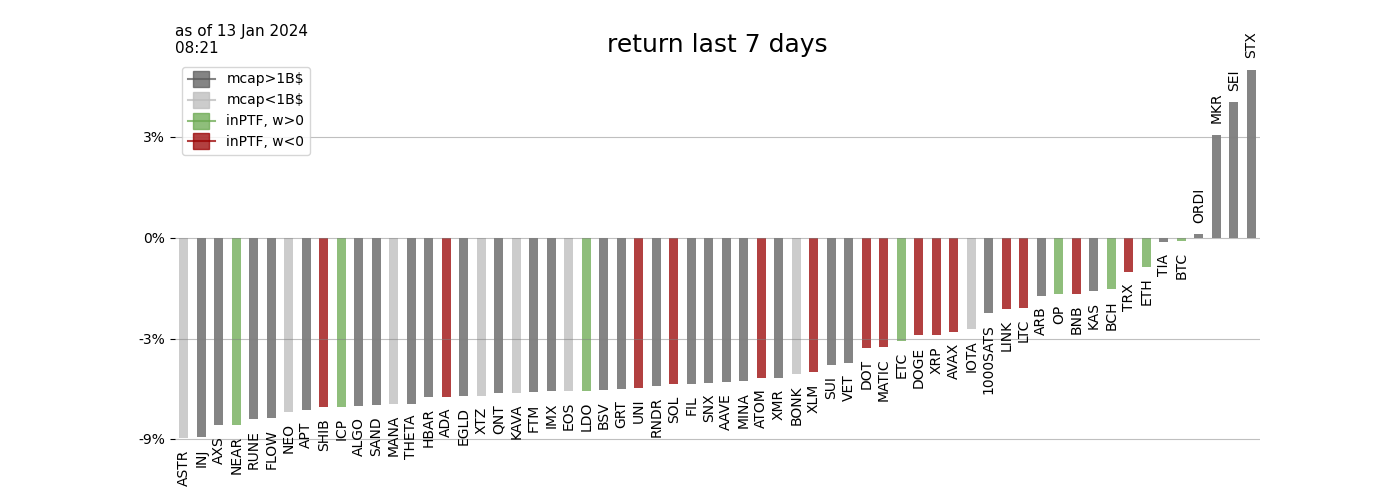 as of 13 Jan 2024
08:21
return last 7 days
mcap>1B$
mcap<1B$
inPTF, w>0
inPTF, w<0
3%
0%
-3%
-9%
ASTR
INJ
AXS
NEAR
RUNE
FLOW
NEO
APT
SHIB
ICP
ALGO
SAND
MANA
THETA
HBAR
ADA
EGLD
XTZ
QNT
KAVA
FTM
IMX
EOS
LDO
BSV
GRT
UNI
RNDR
SOL
FIL
SNX
AAVE
MINA
ATOM
XMR
BONK
XLM
SUI
VET
DOT
MATIC
ETC
DOGE
XRP
AVAX
IOTA
1000SATS
LINK
LTC
ARB
OP
BNB
KAS
BCH
TRX
ETH
TIA
BTC
ORDI
MKR
SEI
STX